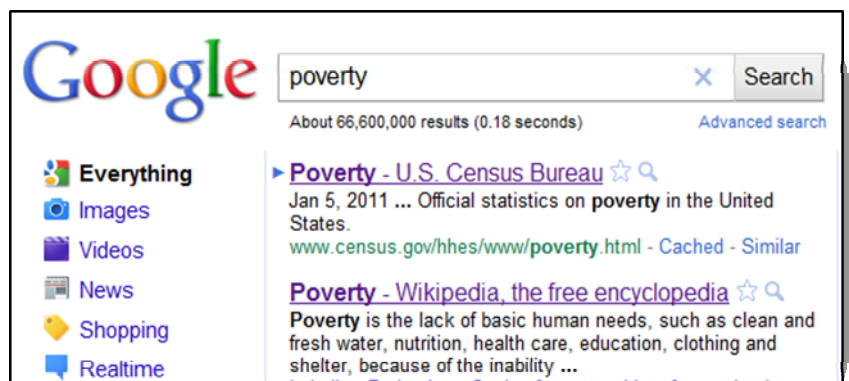 Google
poverty
Search
About 66,600,000 results (0.18 seconds)
Advanced search
Everything
Images
Videos
News
Shopping
Realtime
Poverty - U.S. Census Bureau
Jan 5, 2011 ... Official statistics on poverty in the United
States.
www.census.gov/hhes/www/poverty.html - Cached - Similar
Poverty - Wikipedia, the free encyclopedia
Poverty is the lack of basic human needs, such as clean and
fresh water, nutrition, health care, education, clothing and
shelter, because of the inability ...